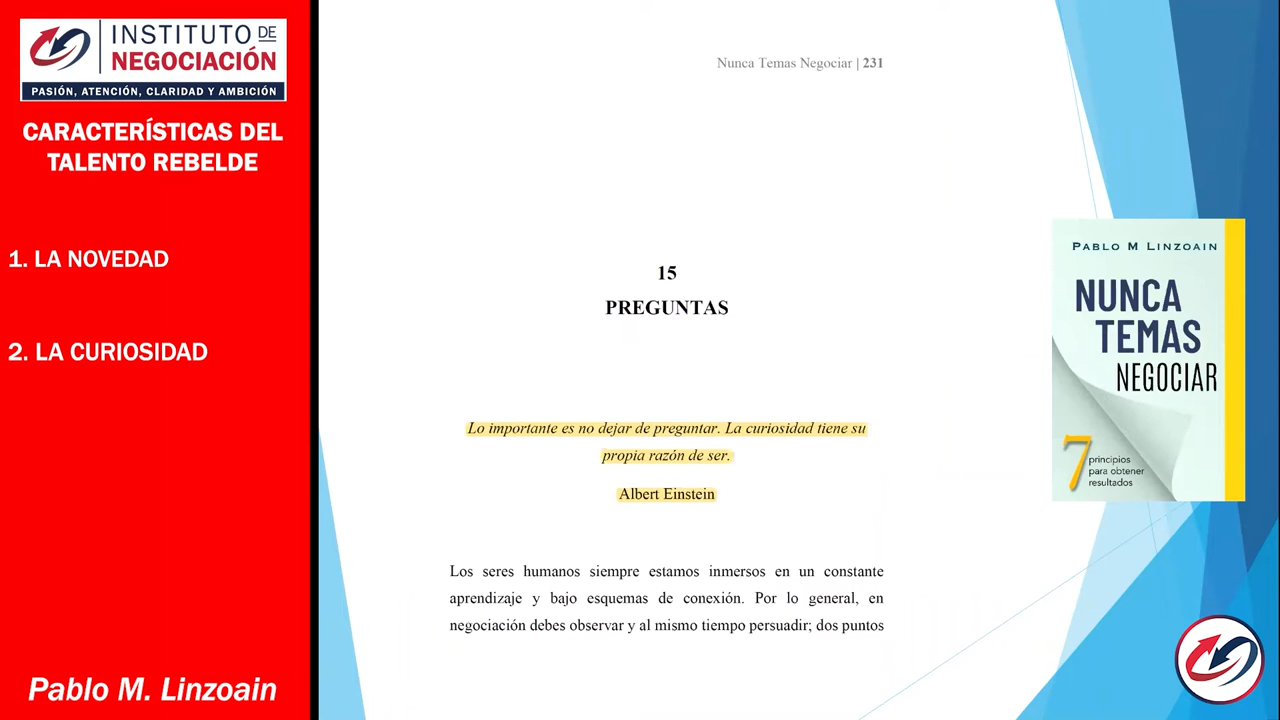 INSTITUTO DE
NEGOCIACIÓN
PASIÓN, ATENCIÓN, CLARIDAD Y AMBICIÓN
CARACTERÍSTICAS DEL
TALENTO REBELDE
1. LA NOVEDAD
2. LA CURIOSIDAD
Pablo M. Linzoain
Nunca Temas Negociar | 231
15
PREGUNTAS
Lo importante es no dejar de preguntar. La curiosidad tiene su
propia razón de ser.
Albert Einstein
Los seres humanos siempre estamos inmersos en un constante
aprendizaje y bajo esquemas de conexión. Por lo general, en
negociación debes observar y al mismo tiempo persuadir; dos puntos
PABLO M LINZOAIN
NUNCA
TEMAS
NEGOCIAR
7 principios
para obtener
resultados